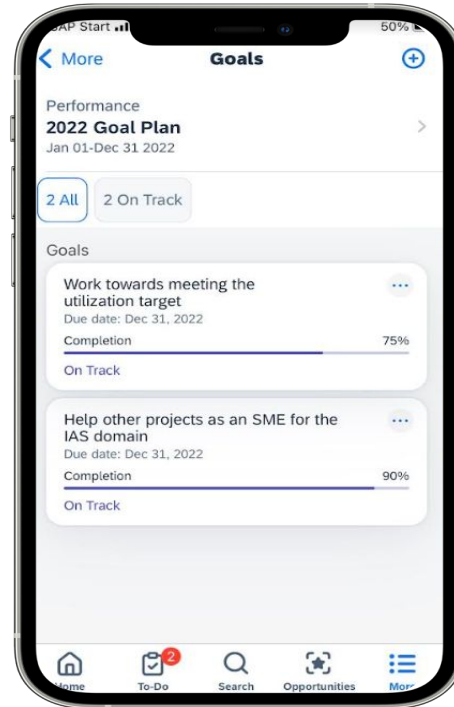 SAP Start 50%
More Goals
Performance
2022 Goal Plan
Jan 01-Dec 31 2022
2 All 2 On Track
Goals
Work towards meeting the
utilization target
Due date: Dec 31, 2022
Completion 75%
On Track
Help other projects as an SME for the
IAS domain
Due date: Dec 31, 2022
Completion 90%
On Track
2
Home To-Do Search Opportunities More